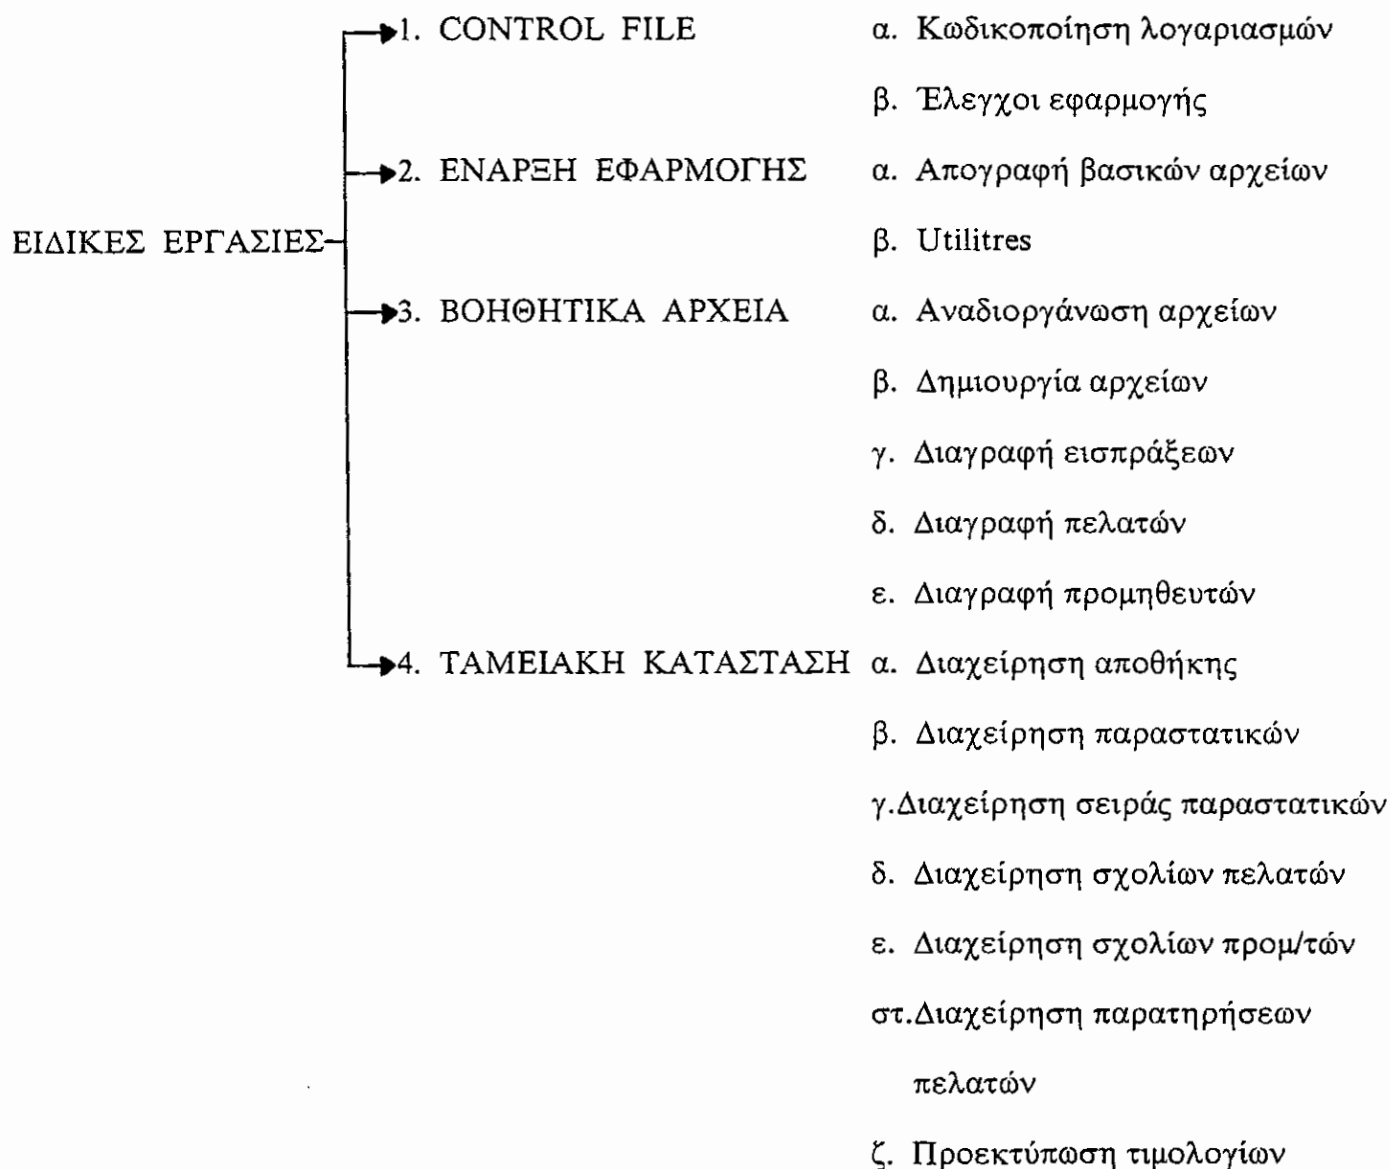 1. CONTROL FILE α. Κωδικοποίηση λογαριασμών
β. Έλεγχοι εφαρμογής
2. ΕΝΑΡΞΗ ΕΦΑΡΜΟΓΗΣ α. Απογραφή βασικών αρχείων
ΕΙΔΙΚΕΣ ΕΡΓΑΣΙΕΣ β. Utilitres
3. ΒΟΗΘΗΤΙΚΑ ΑΡΧΕΙΑ α. Αναδιοργάνωση αρχείων
β. Δημιουργία αρχείων
γ. Διαγραφή εισπράξεων
δ. Διαγραφή πελατών
ε. Διαγραφή προμηθευτών
4. ΤΑΜΕΙΑΚΗ ΚΑΤΑΣΤΑΣΗ α. Διαχείρηση αποθήκης
β. Διαχείρηση παραστατικών
γ.Διαχείρηση σειράς παραστατικών
δ. Διαχείρηση σχολίων πελατών
ε. Διαχείρηση σχολίων προμ/τών
στ.Διαχείρηση παρατηρήσεων
πελατών
ζ. Προεκτύπωση τιμολογίων